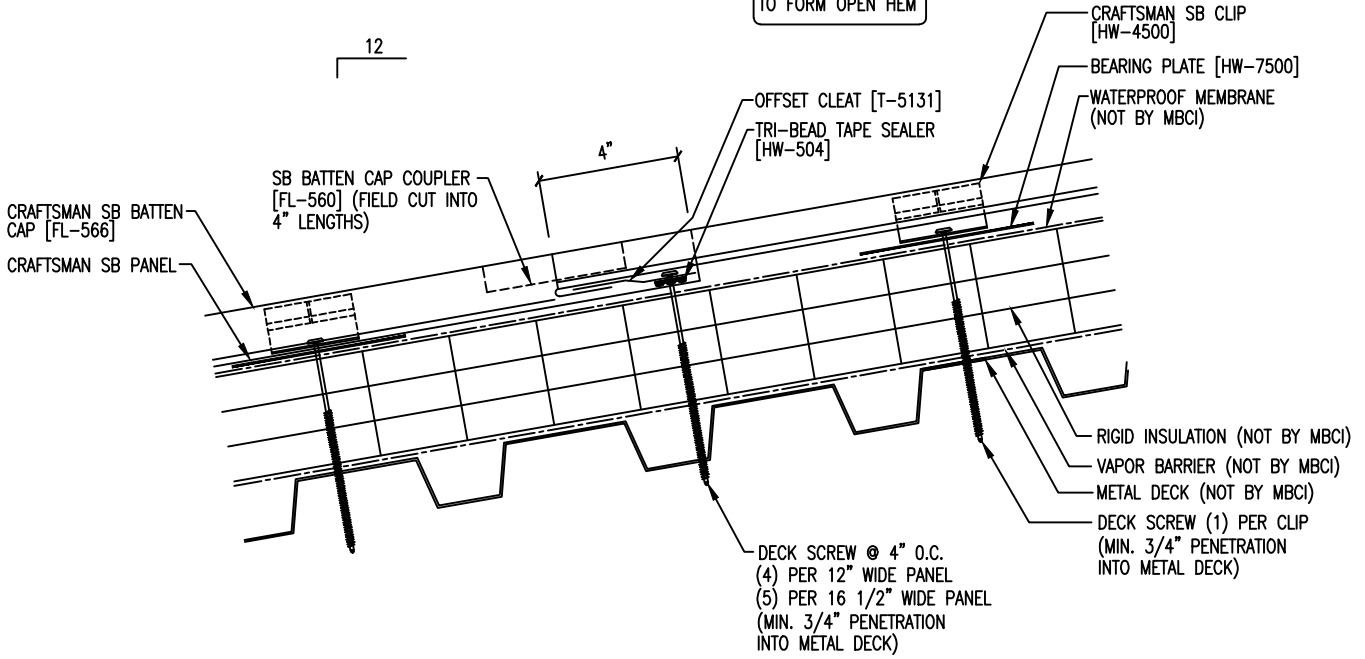 TO FORM OPEN HEM
12
CRAFTSMAN SB CLIP
[HW-4500]
BEARING PLATE [HW-7500]
WATERPROOF MEMBRANE
(NOT BY MBCI)
OFFSET CLEAT [T-5131]
TRI-BEAD TAPE SEALER
[HW-504]
4"
SB BATTEN CAP COUPLER
[FL-560] (FIELD CUT INTO
4" LENGTHS)
CRAFTSMAN SB BATTEN
CAP [FL-566]
CRAFTSMAN SB PANEL
RIGID INSULATION (NOT BY MBCI)
VAPOR BARRIER (NOT BY MBCI)
METAL DECK (NOT BY MBCI)
DECK SCREW (1) PER CLIP
(MIN. 3/4" PENETRATION
INTO METAL DECK)
DECK SCREW @ 4" O.C.
(4) PER 12" WIDE PANEL
(5) PER 16 1/2" WIDE PANEL
(MIN. 3/4" PENETRATION
INTO METAL DECK)